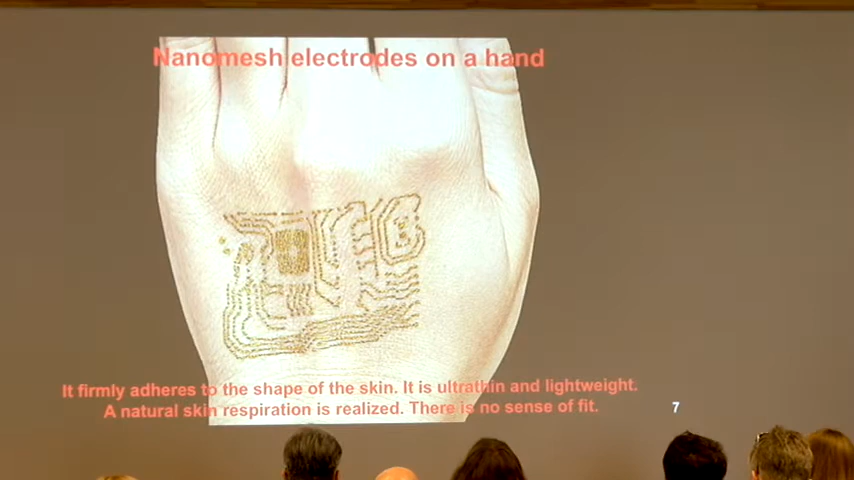 Nanomesh electrodes on a hand
It firmly adheres to the shape of the skin. It is ultrathin and lightweight.
A natural skin respiration is realized. There is no sense of fit.
7